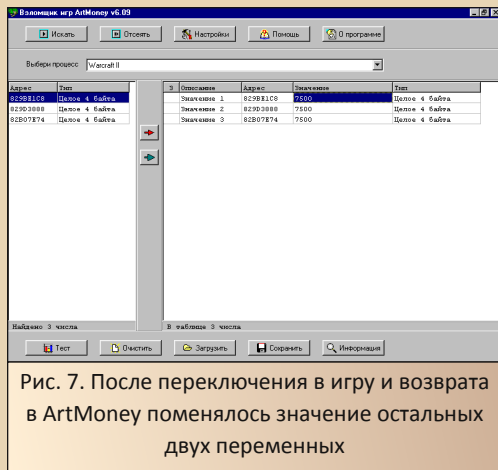 Взломщик игр ArtMoney v6.09
Искать Отсеять Настройки Помошь О программе
Выбери процесс Warcraft II
Адрес Тип З Описание Адрес Значение Тип
829BE1C8 Целое 4 байта Значение 1 829BE1C8 7500 Целое 4 байта
829D3888 Целое 4 байта Значение 2 829D3888 7500 Целое 4 байта
82B07E74 Целое 4 байта Значение 3 82B07E74 7500 Целое 4 байта
Найдено 3 числа В таблице 3 числа
Тест Очистить Загрузить Сохранить Информация
Рис. 7. После переключения в игру и возврата
в ArtMoney поменялось значение остальных
двух переменных